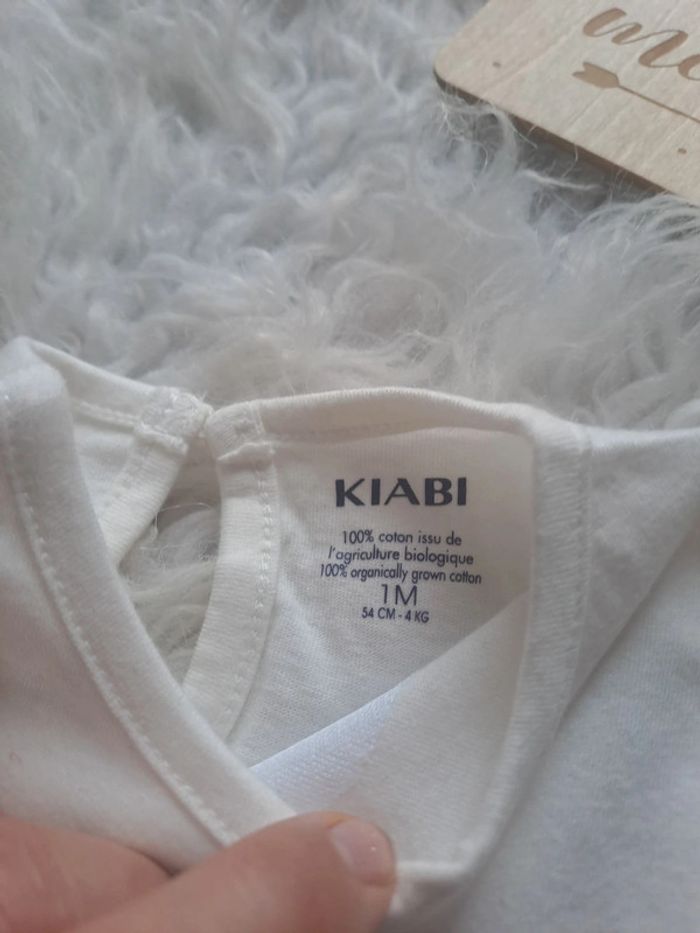 KIABI
100% coton issu de
l'agriculture biologique
100% organically grown cotton
1M
54 CM - 4 KG